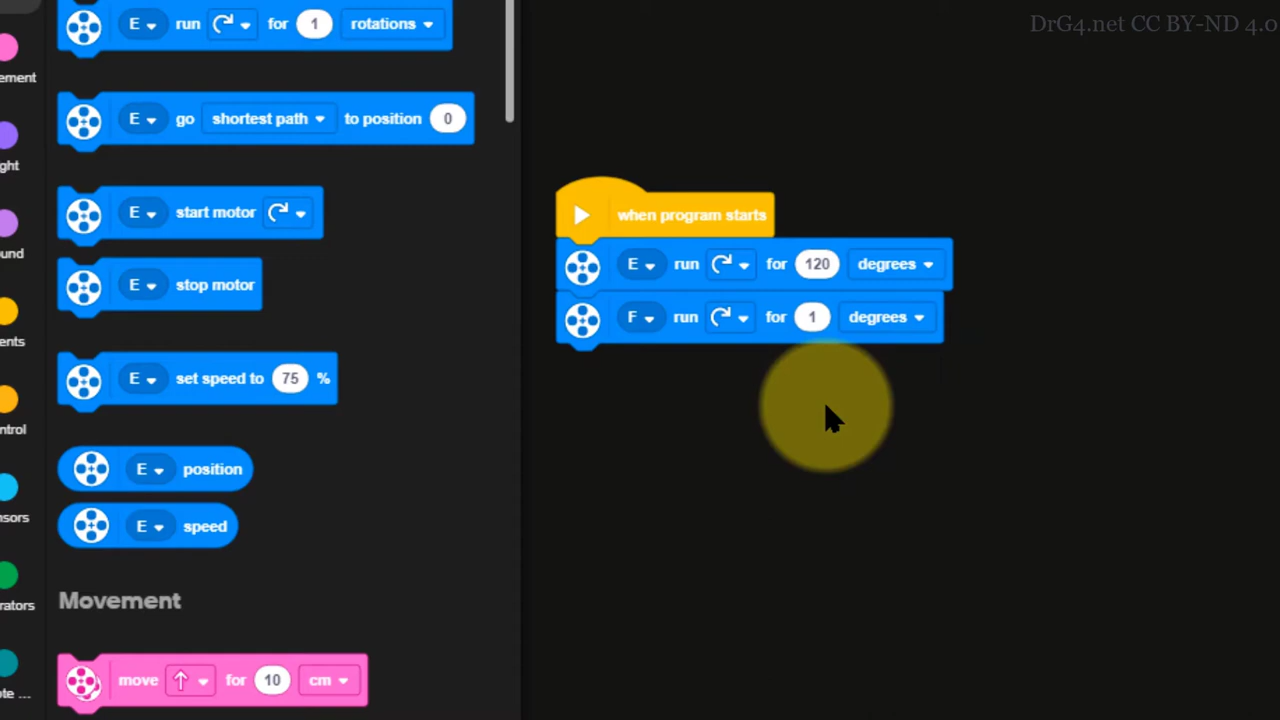 DrG4.net CC BY-ND 4.0
E run for 1 rotations
ement
E go shortest path to position 0
ght
E start motor
ound
E stop motor
ents
E set speed to 75 %
ntrol
E position
nsors
E speed
rators
Movement
ote ...
move for 10 cm
when program starts
E run for 120 degrees
F run for 1 degrees